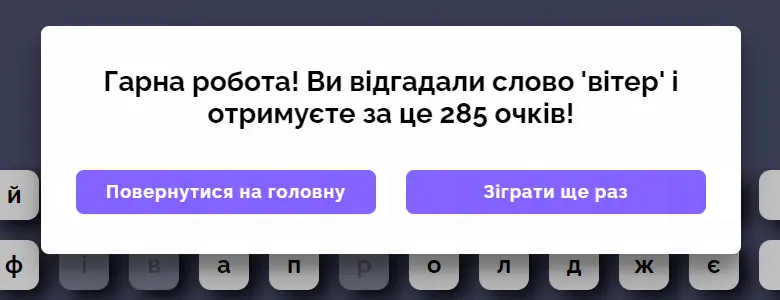 Гарна робота! Ви відгадали слово 'вітер' і
отримуєте за це 285 очків!
Повернутися на головну Зіграти ще раз
й
ф і в а п р о л д ж є